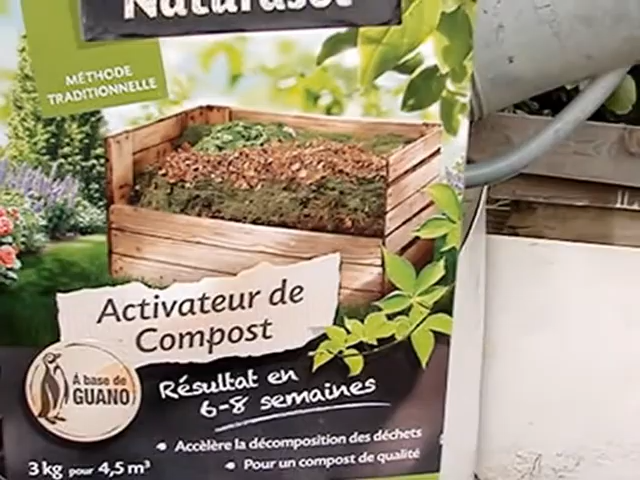 Naturasol
MÉTHODE
TRADITIONNELLE
Activateur de
Compost
À base de
GUANO
Résultat en
6-8 semaines
• Accélère la décomposition des déchets
• Pour un compost de qualité
3 kg pour 4,5 m³